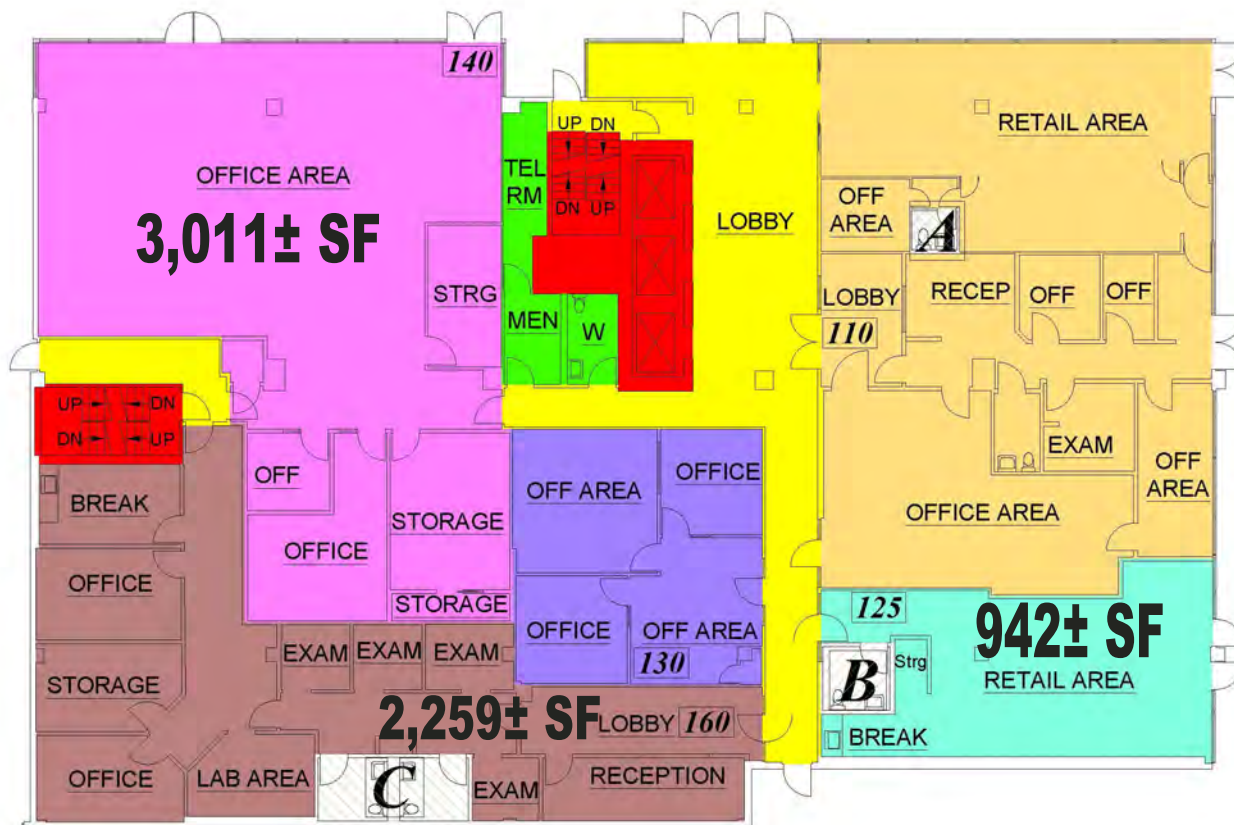 140
OFFICE AREA
3,011± SF
STRG
TEL
RM
UP DN
DN UP
MEN
W
LOBBY
RETAIL AREA
OFF
AREA
A
LOBBY
110
RECEP
OFF
OFF
EXAM
OFF
AREA
OFFICE AREA
UP DN
DN UP
BREAK
OFF
OFFICE
STORAGE
STORAGE
OFF AREA
OFFICE
OFFICE
OFF AREA
130
125
942± SF
Strg
RETAIL AREA
B
BREAK
OFFICE
STORAGE
OFFICE
EXAM
EXAM
EXAM
2,259± SF
LOBBY 160
LAB AREA
C
EXAM
RECEPTION